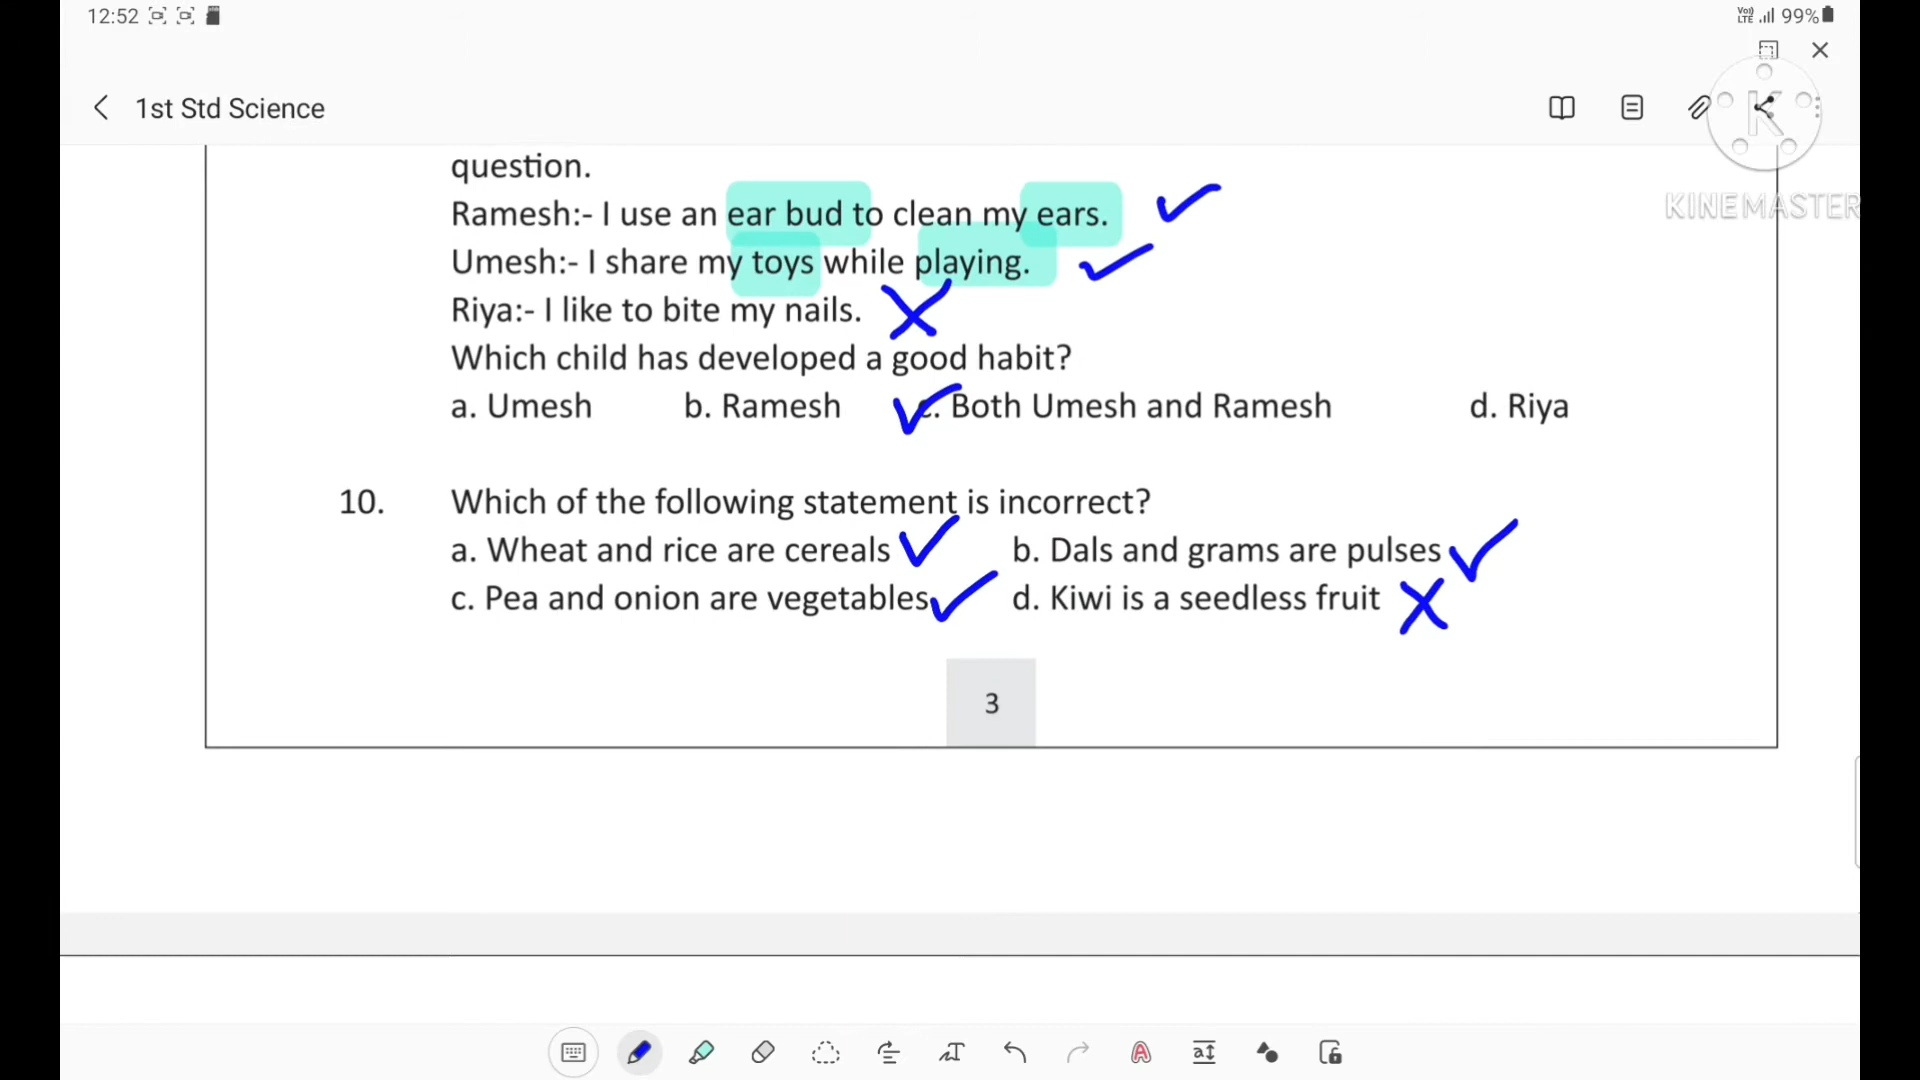 12:52
Vo)) LTE 99%
1st Std Science
K
KINEMASTER
question.
Ramesh:- I use an ear bud to clean my ears.
Umesh:- I share my toys while playing.
Riya:- I like to bite my nails.
Which child has developed a good habit?
a. Umesh b. Ramesh c. Both Umesh and Ramesh d. Riya
10. Which of the following statement is incorrect?
a. Wheat and rice are cereals b. Dals and grams are pulses
c. Pea and onion are vegetables d. Kiwi is a seedless fruit
3